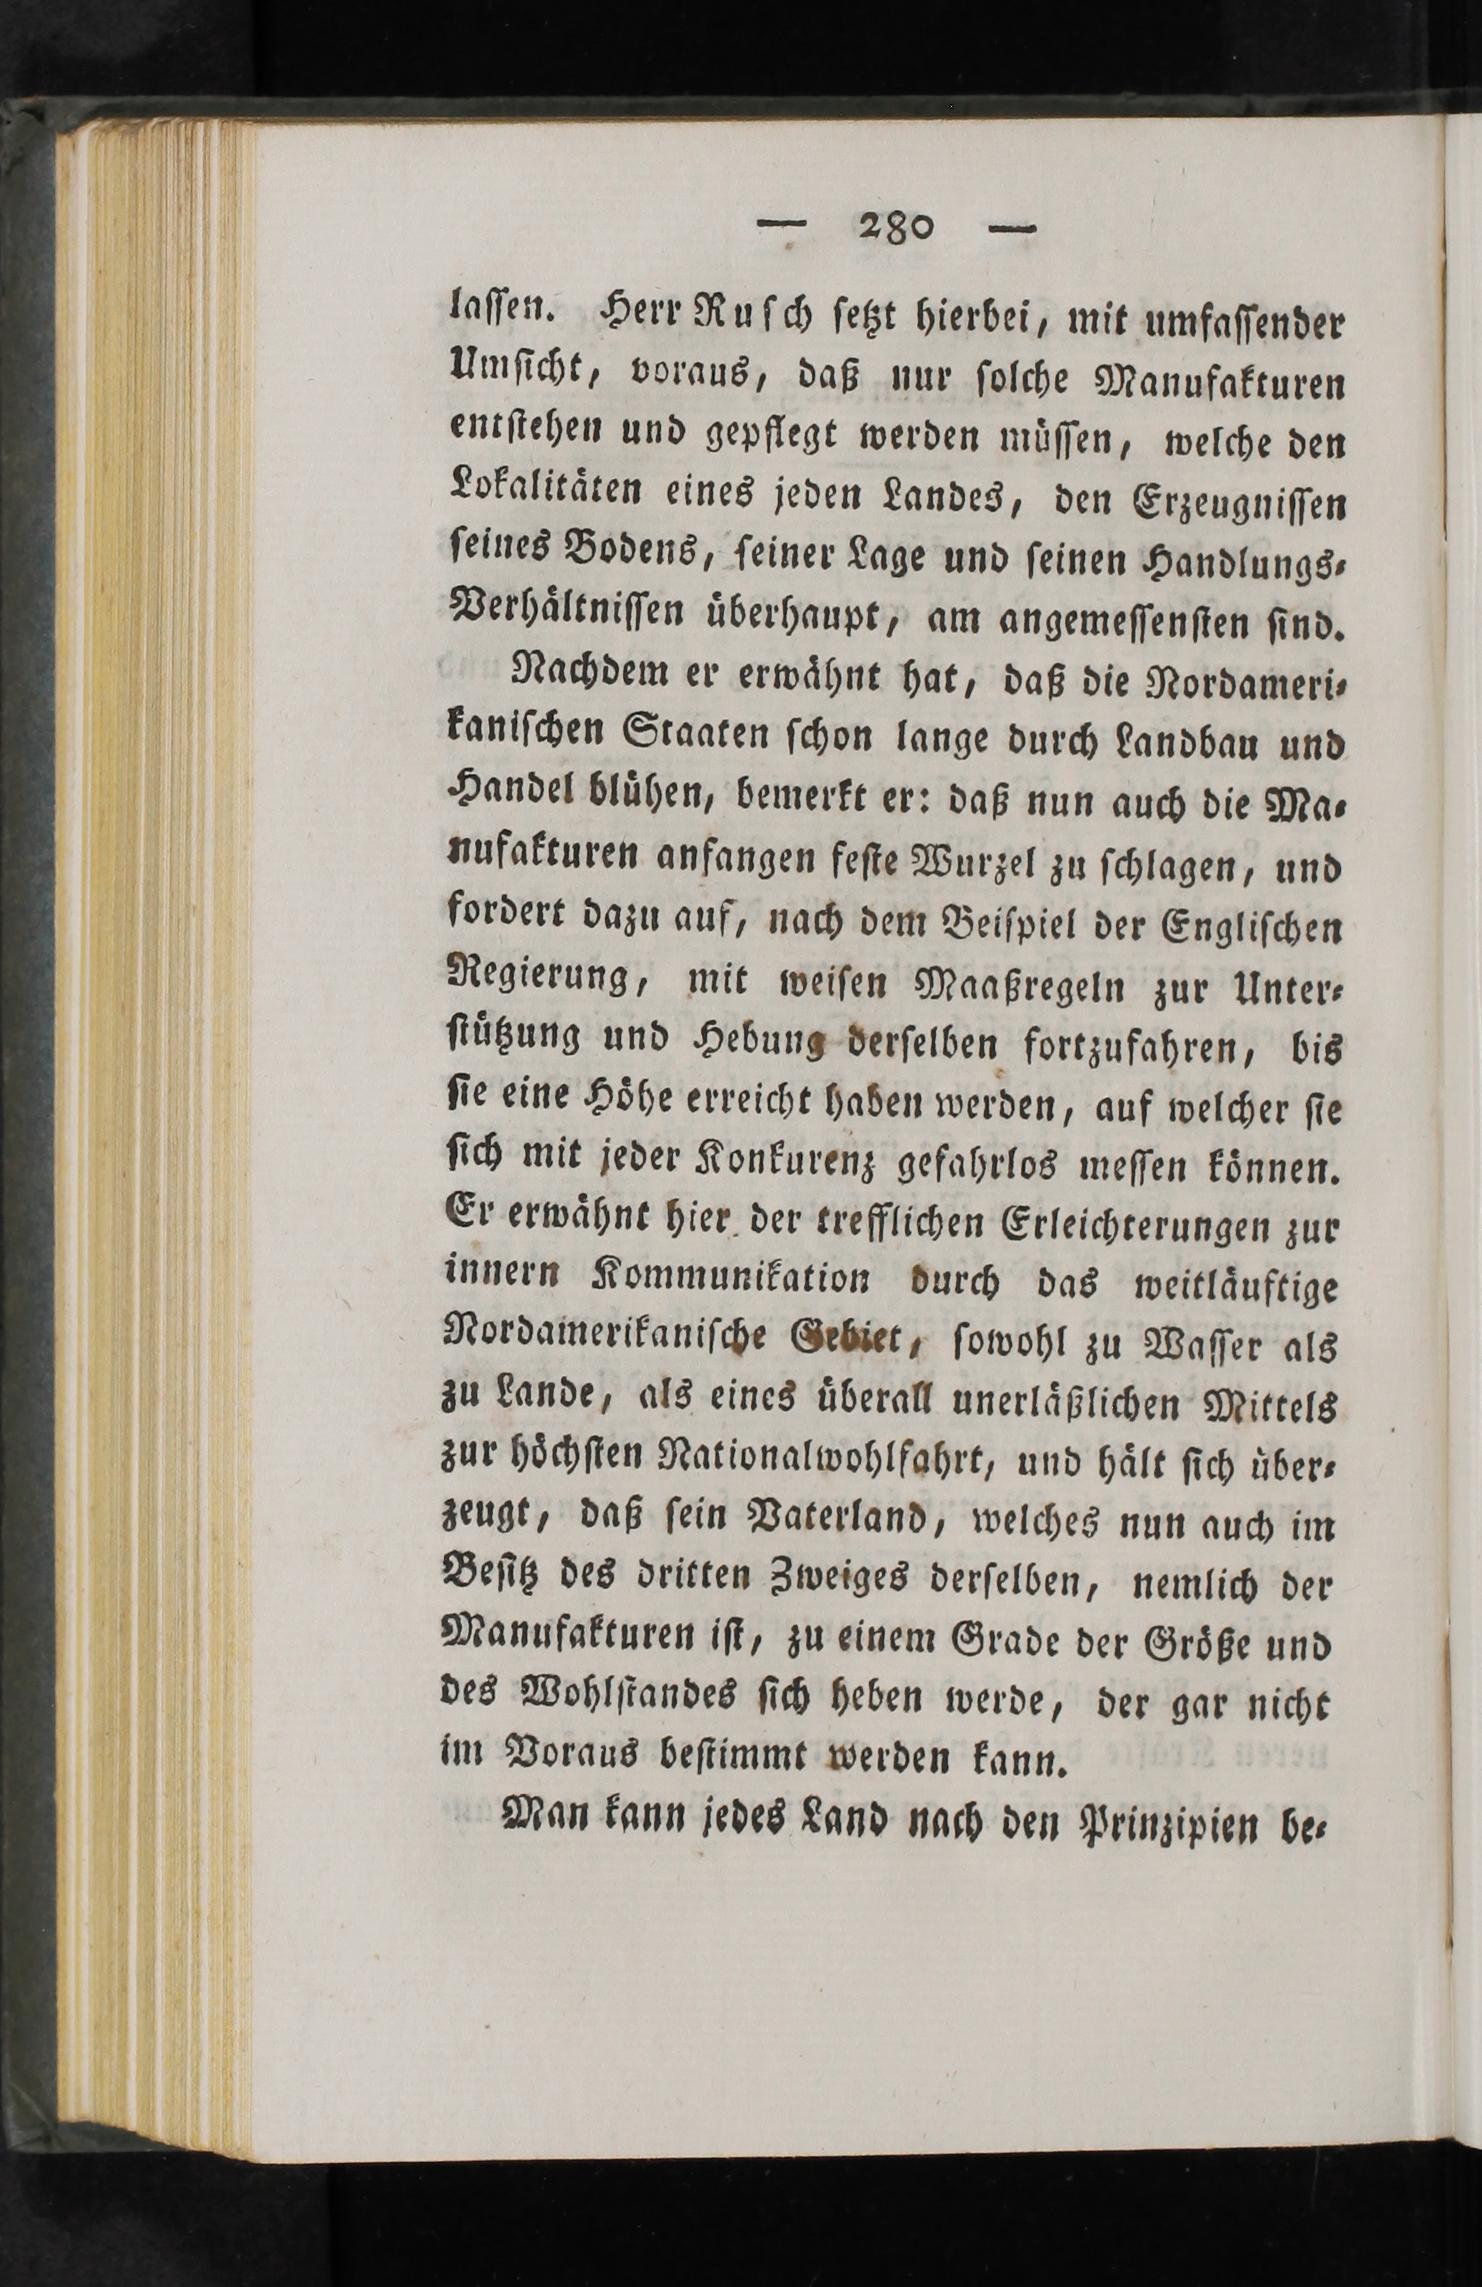 — 280 —
lassen. Herr Rusch setzt hierbei, mit umfassender
Umsicht, voraus, daß nur solche Manufakturen
entstehen und gepflegt werden müssen, welche den
Lokalitäten eines jeden Landes, den Erzeugnissen
seines Bodens, seiner Lage und seinen Handlungs-
Verhältnissen überhaupt, am angemessensten sind.
Nachdem er erwähnt hat, daß die Nordameri-
kanischen Staaten schon lange durch Landbau und
Handel blühen, bemerkt er: daß nun auch die Ma-
nufakturen anfangen feste Wurzel zu schlagen, und
fordert dazu auf, nach dem Beispiel der Englischen
Regierung, mit weisen Maaßregeln zur Unter-
stützung und Hebung derselben fortzufahren, bis
sie eine Höhe erreicht haben werden, auf welcher sie
sich mit jeder Konkurenz gefahrlos messen können.
Er erwähnt hier der trefflichen Erleichterungen zur
innern Kommunikation durch das weitläuftige
Nordamerikanische Gebiet, sowohl zu Wasser als
zu Lande, als eines überall unerläßlichen Mittels
zur höchsten Nationalwohlfahrt, und hält sich über-
zeugt, daß sein Vaterland, welches nun auch im
Besitz des dritten Zweiges derselben, nemlich der
Manufakturen ist, zu einem Grade der Größe und
des Wohlstandes sich heben werde, der gar nicht
im Voraus bestimmt werden kann.
Man kann jedes Land nach den Prinzipien be-